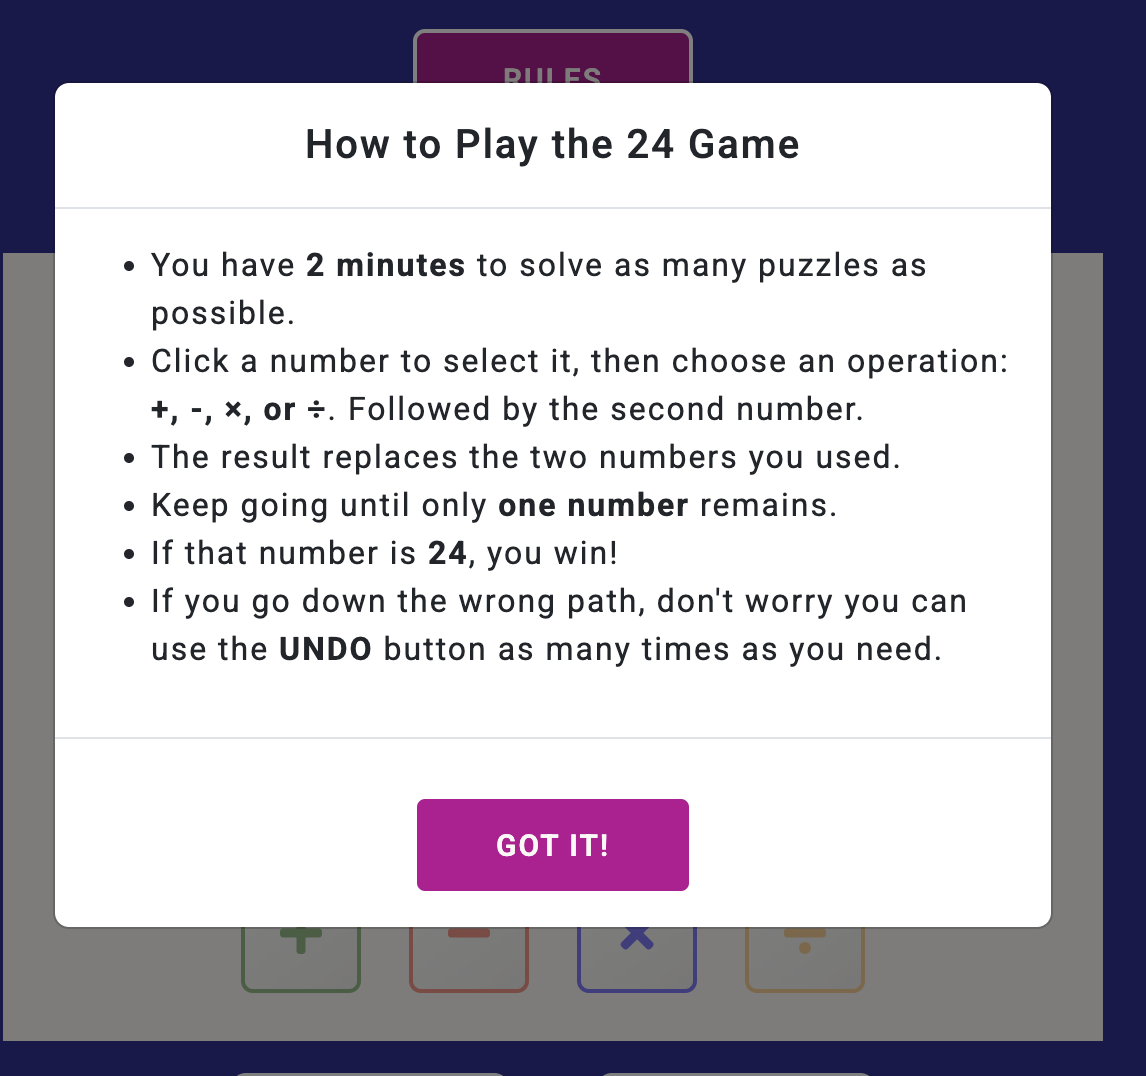 RULES
How to Play the 24 Game
• You have 2 minutes to solve as many puzzles as
possible.
• Click a number to select it, then choose an operation:
+, -, ×, or ÷. Followed by the second number.
• The result replaces the two numbers you used.
• Keep going until only one number remains.
• If that number is 24, you win!
• If you go down the wrong path, don't worry you can
use the UNDO button as many times as you need.
GOT IT!
+ − × ÷